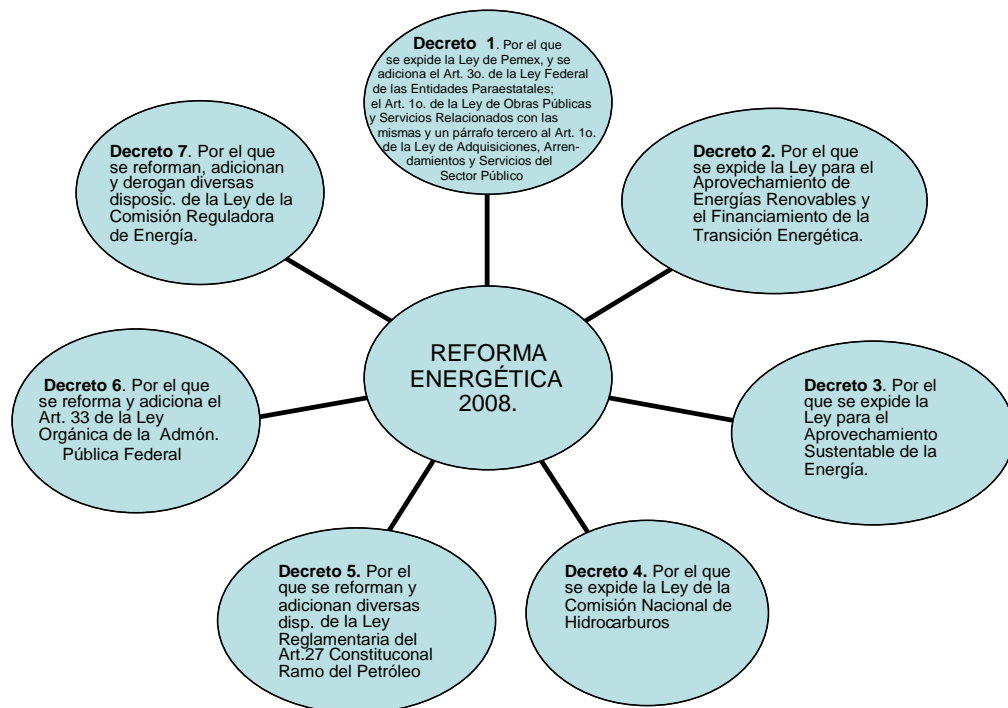 Decreto 1. Por el que
se expide la Ley de Pemex, y se
adiciona el Art. 3o. de la Ley Federal
de las Entidades Paraestatales;
el Art. 1o. de la Ley de Obras Públicas
y Servicios Relacionados con las
mismas y un párrafo tercero al Art. 1o.
de la Ley de Adquisiciones, Arren-
damientos y Servicios del
Sector Público
Decreto 2. Por el que
se expide la Ley para el
Aprovechamiento de
Energías Renovables y
el Financiamiento de la
Transición Energética.
Decreto 3. Por el
que se expide la
Ley para el
Aprovechamiento
Sustentable de la
Energía.
Decreto 4. Por el que
se expide la Ley de la
Comisión Nacional de
Hidrocarburos
Decreto 5. Por el
que se reforman y
adicionan diversas
disp. de la Ley
Reglamentaria del
Art.27 Constituconal
Ramo del Petróleo
Decreto 6. Por el que
se reforma y adiciona el
Art. 33 de la Ley
Orgánica de la Admón.
Pública Federal
Decreto 7. Por el que
se reforman, adicionan
y derogan diversas
disposic. de la Ley de la
Comisión Reguladora
de Energía.
REFORMA
ENERGÉTICA
2008.